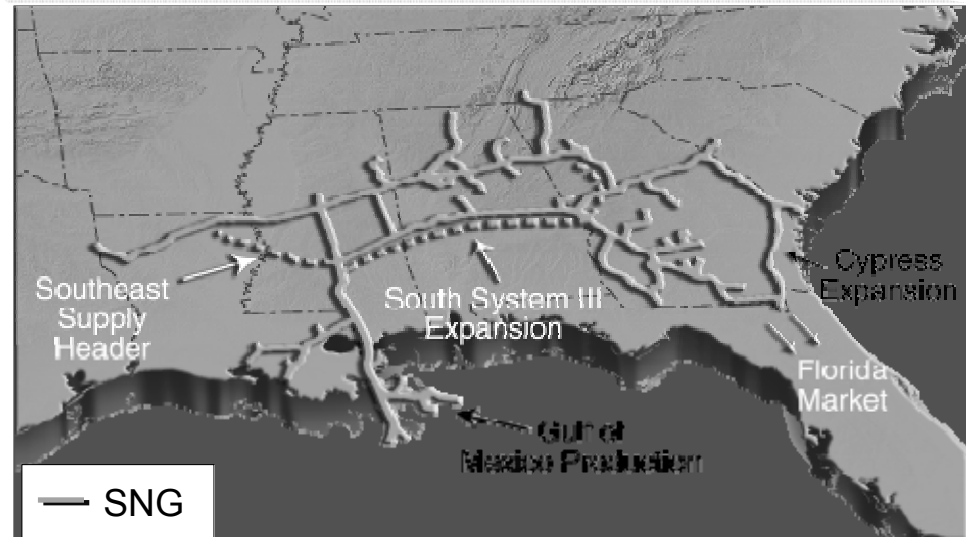 Southeast
Supply
Header
South System III
Expansion
Cypress
Expansion
Florida
Market
Gulf of
Mexico Production
SNG